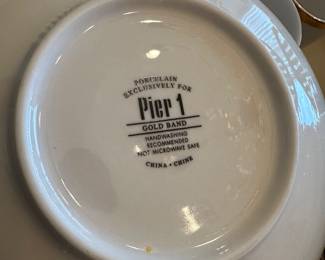 PORCELAIN
EXCLUSIVELY FOR
Pier 1
GOLD BAND
HANDWASHING
RECOMMENDED
NOT MICROWAVE SAFE
CHINA • CHINE